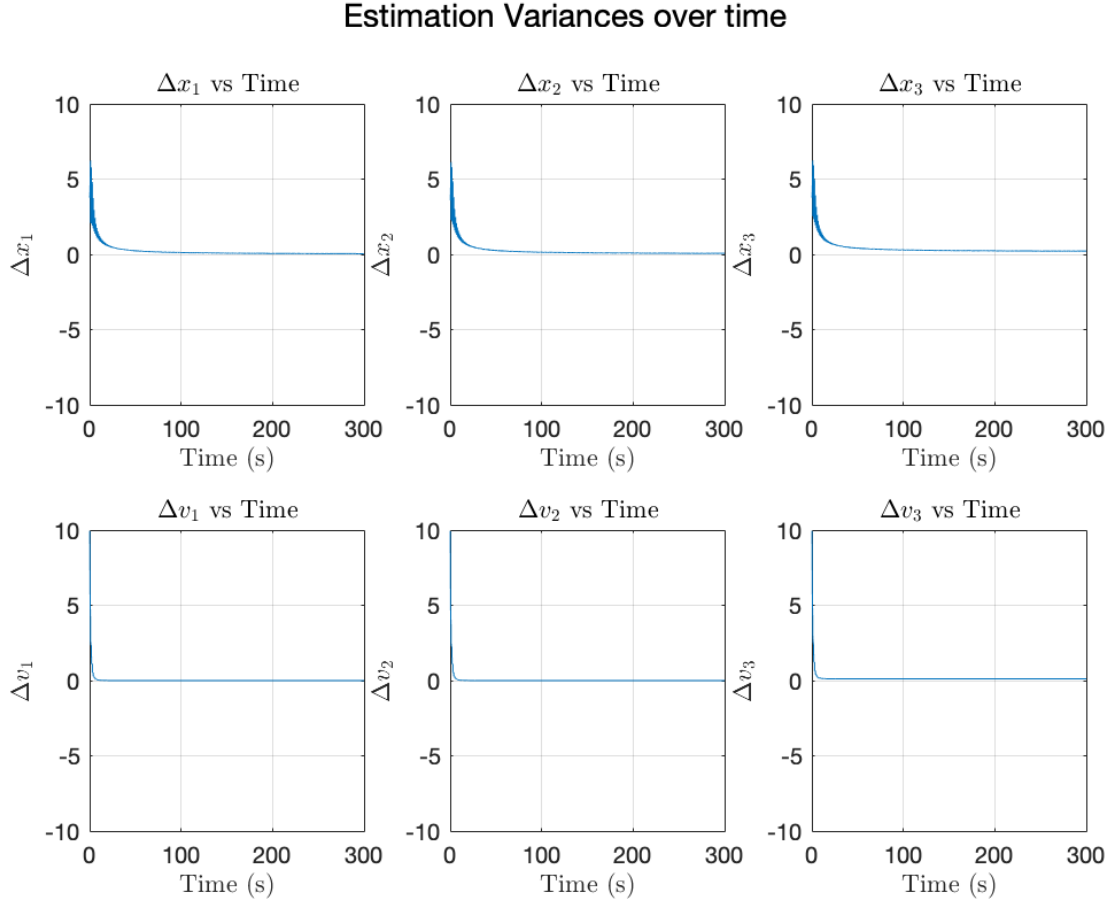 Estimation Variances over time
Δx₁ vs Time
Δx₂ vs Time
Δx₃ vs Time
10
5
0
-5
-10
Δx₁
0 100 200 300
Time (s)
10
5
0
-5
-10
Δx₂
0 100 200 300
Time (s)
10
5
0
-5
-10
Δx₃
0 100 200 300
Time (s)
Δv₁ vs Time
Δv₂ vs Time
Δv₃ vs Time
10
5
0
-5
-10
Δv₁
0 100 200 300
Time (s)
10
5
0
-5
-10
Δv₂
0 100 200 300
Time (s)
10
5
0
-5
-10
Δv₃
0 100 200 300
Time (s)